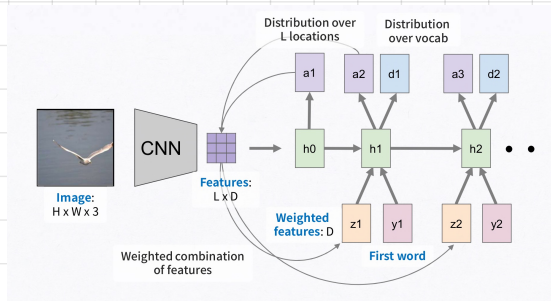 Distribution over
L locations
Distribution
over vocab
a1
a2
d1
a3
d2
CNN
h0
h1
h2
Image:
H x W x 3
Features:
L x D
Weighted
features: D
z1
y1
z2
y2
First word
Weighted combination
of features